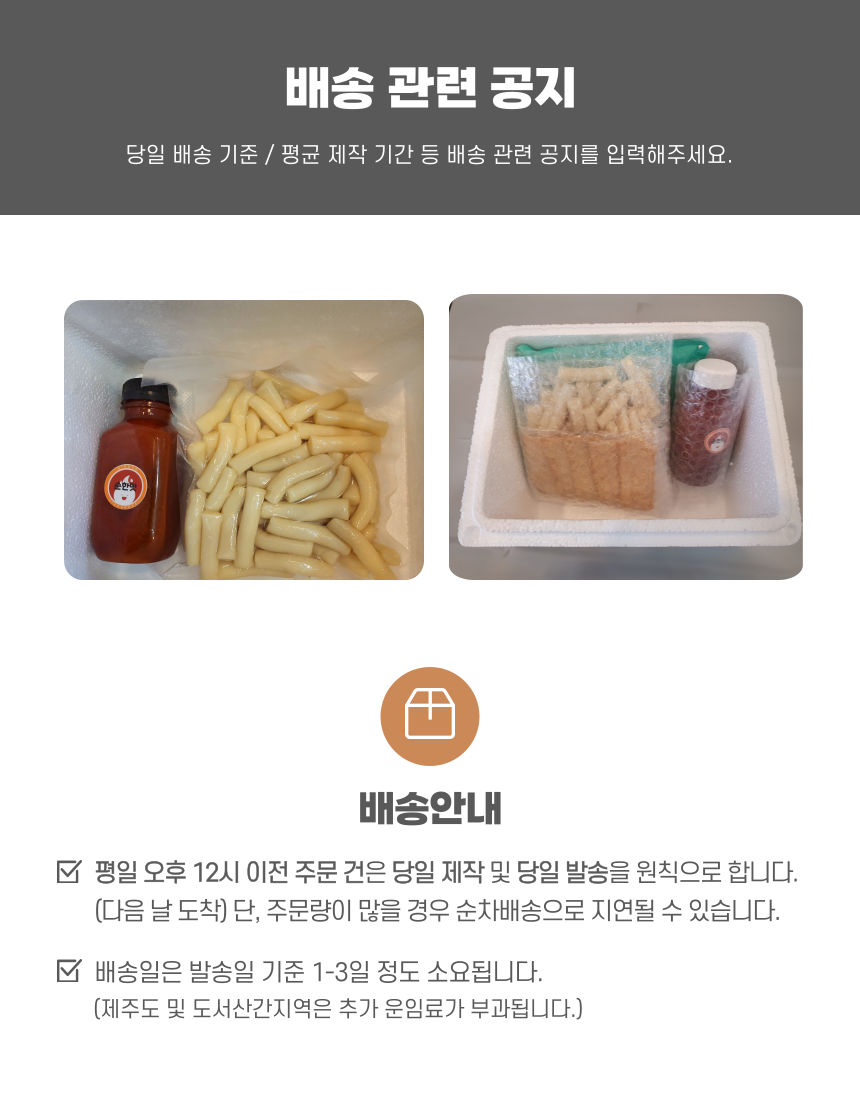 배송 관련 공지
당일 배송 기준 / 평균 제작 기간 등 배송 관련 공지를 입력해주세요.
순한맛
배송안내
평일 오후 12시 이전 주문 건은 당일 제작 및 당일 발송을 원칙으로 합니다.
(다음 날 도착) 단, 주문량이 많을 경우 순차배송으로 지연될 수 있습니다.
배송일은 발송일 기준 1-3일 정도 소요됩니다.
(제주도 및 도서산간지역은 추가 운임료가 부과됩니다.)